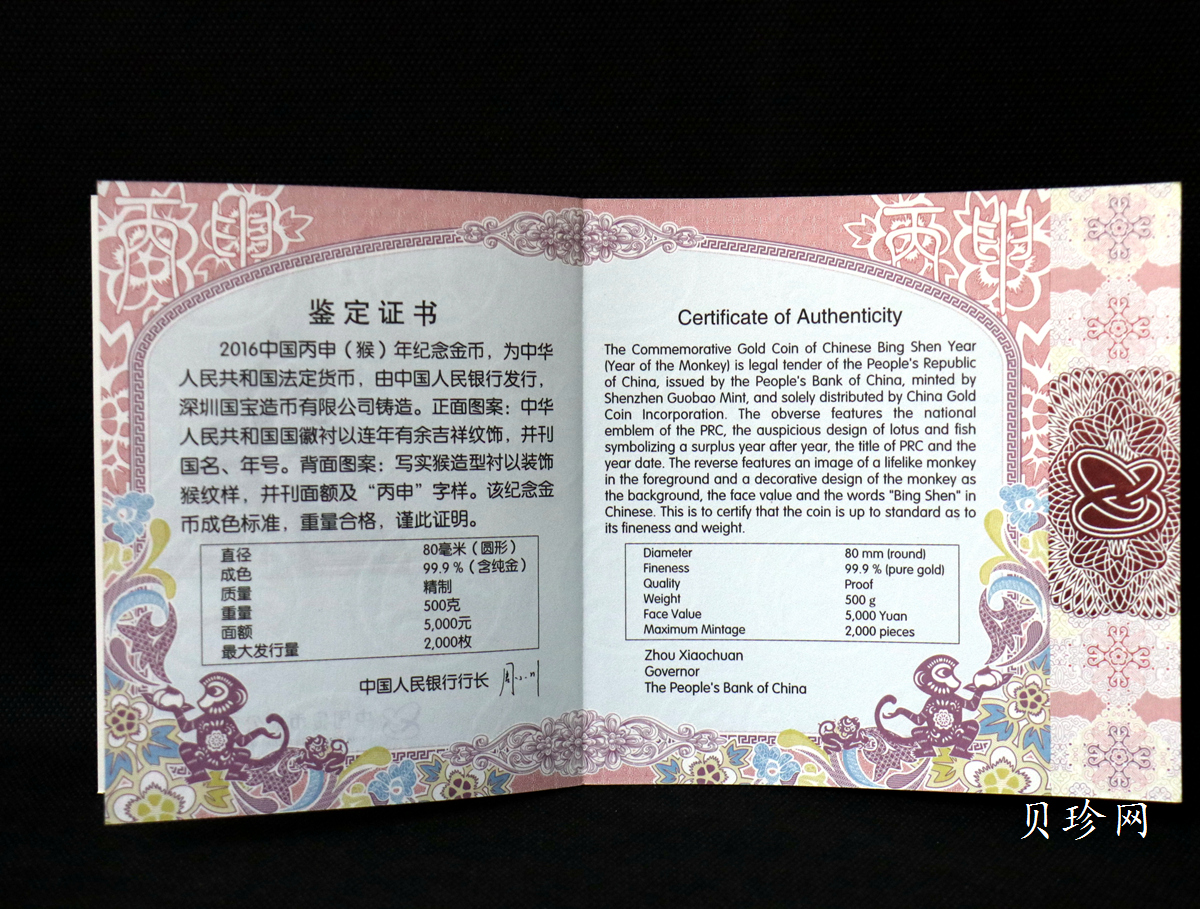 丙申
丙申
鉴定证书
2016中国丙申（猴）年纪念金币，为中华
人民共和国法定货币，由中国人民银行发行，
深圳国宝造币有限公司铸造。正面图案：中华
人民共和国国徽衬以连年有余吉祥纹饰，并刊
国名、年号。背面图案：写实猴造型衬以装饰
猴纹样，并刊面额及“丙申”字样。该纪念金
币成色标准，重量合格，谨此证明。
直径 80毫米（圆形）
成色 99.9％（含纯金）
质量 精制
重量 500克
面额 5,000元
最大发行量 2,000枚
中国人民银行行长
Certificate of Authenticity
The Commemorative Gold Coin of Chinese Bing Shen Year
(Year of the Monkey) is legal tender of the People's Republic
of China, issued by the People's Bank of China, minted by
Shenzhen Guobao Mint, and solely distributed by China Gold
Coin Incorporation. The obverse features the national
emblem of the PRC, the auspicious design of lotus and fish
symbolizing a surplus year after year, the title of PRC and the
year date. The reverse features an image of a lifelike monkey
in the foreground and a decorative design of the monkey as
the background, the face value and the words "Bing Shen" in
Chinese. This is to certify that the coin is up to standard as to
its fineness and weight.
Diameter 80 mm (round)
Fineness 99.9 % (pure gold)
Quality Proof
Weight 500 g
Face Value 5,000 Yuan
Maximum Mintage 2,000 pieces
Zhou Xiaochuan
Governor
The People's Bank of China
贝珍网